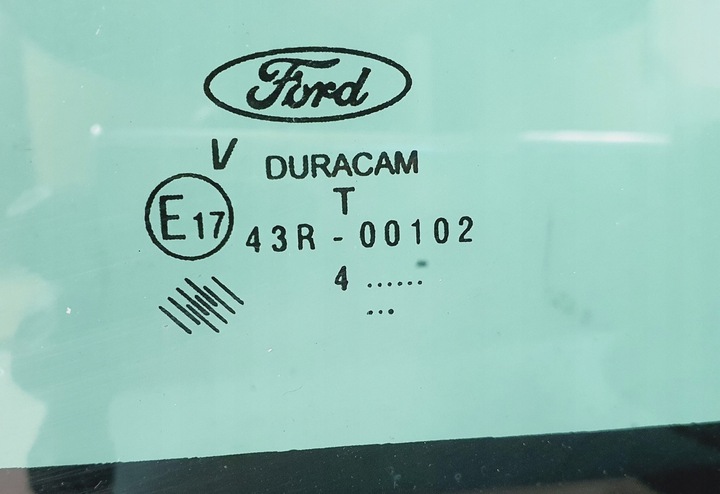 Ford
V DURACAM
T
E17 43R-00102
4 ......
...